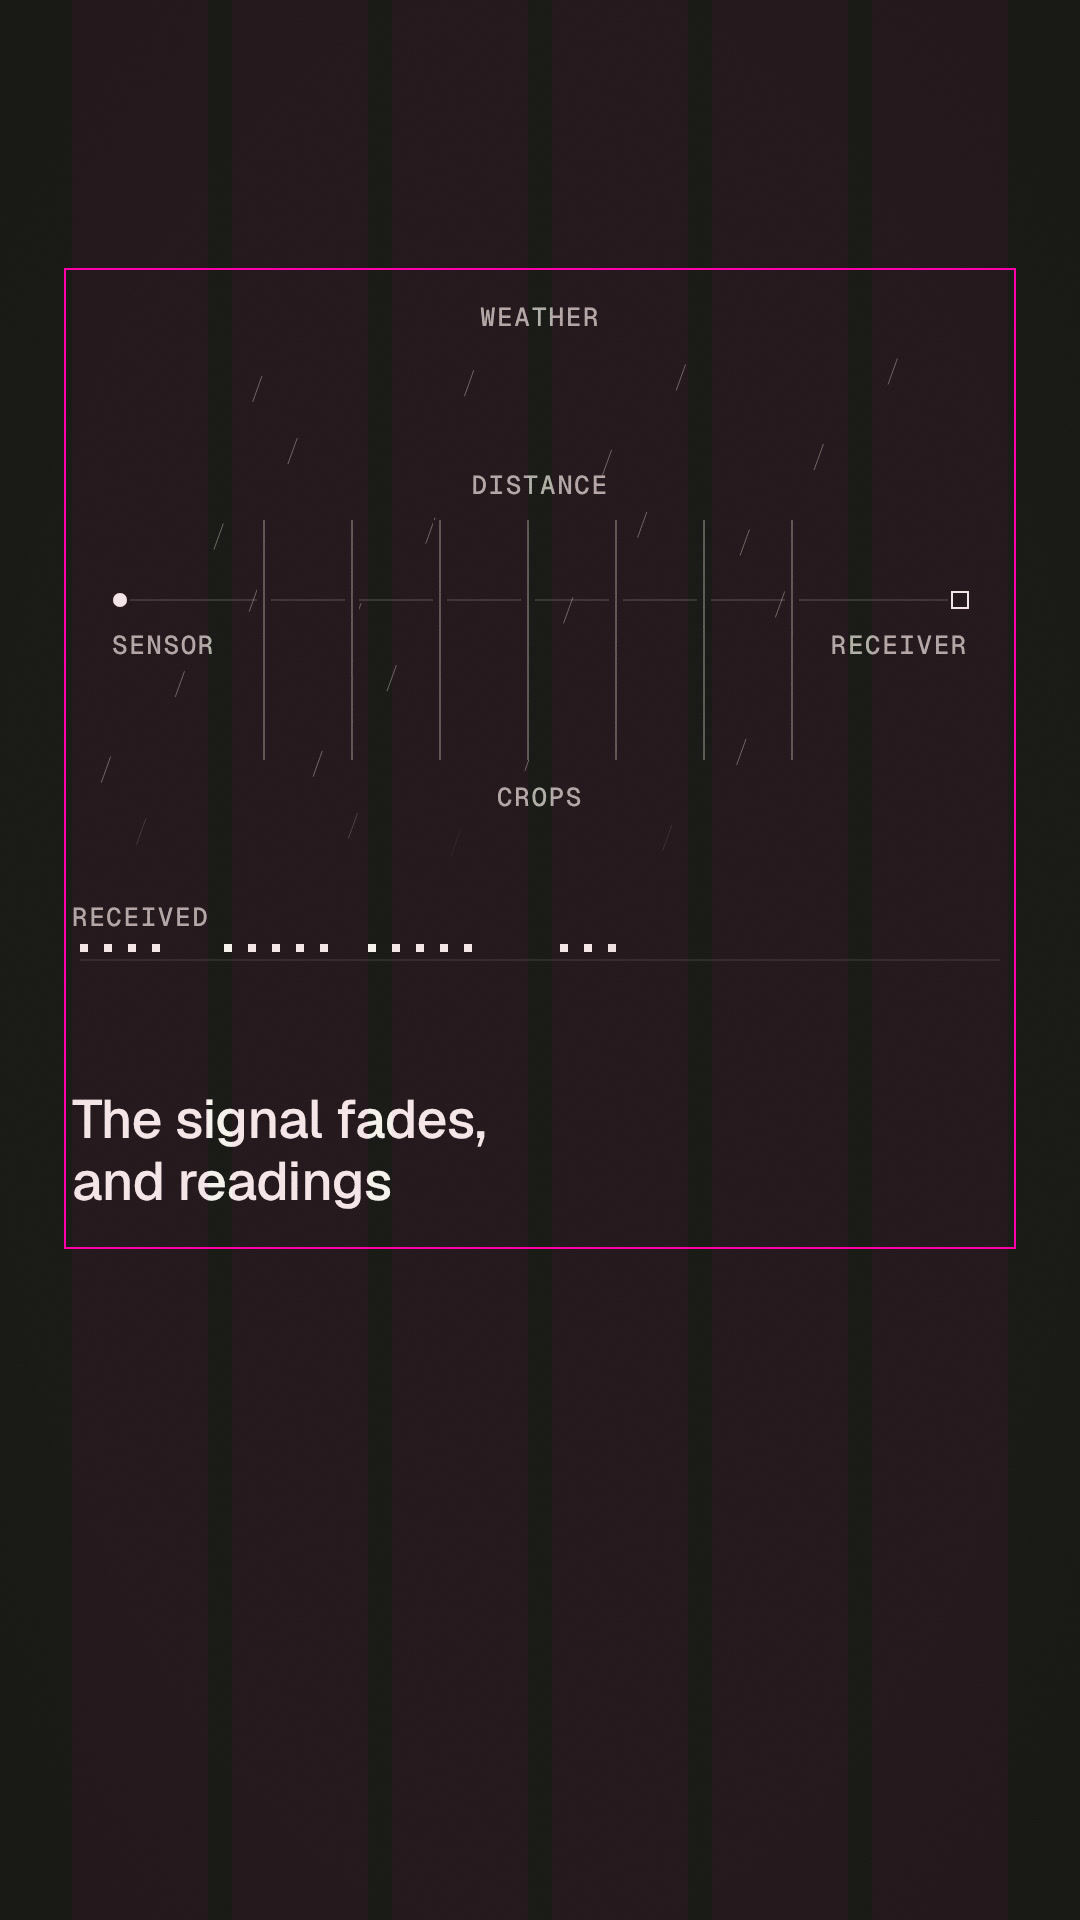 WEATHER
DISTANCE
SENSOR
RECEIVER
CROPS
RECEIVED
The signal fades,
and readings